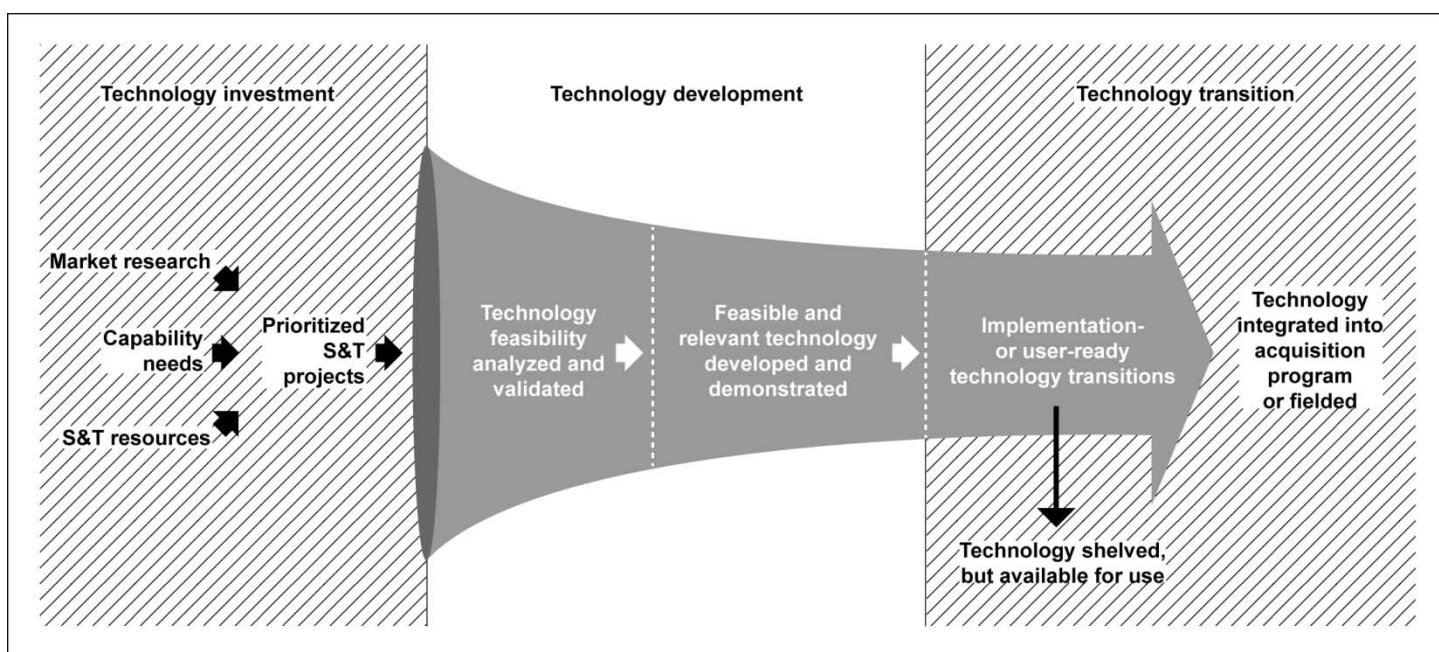 Technology investment
Technology development
Technology transition
Market research
Capability
needs
S&T resources
Prioritized
S&T
projects
Technology
feasibility
analyzed and
validated
Feasible and
relevant technology
developed and
demonstrated
Implementation-
or user-ready
technology transitions
Technology
integrated into
acquisition
program
or fielded
Technology shelved,
but available for use